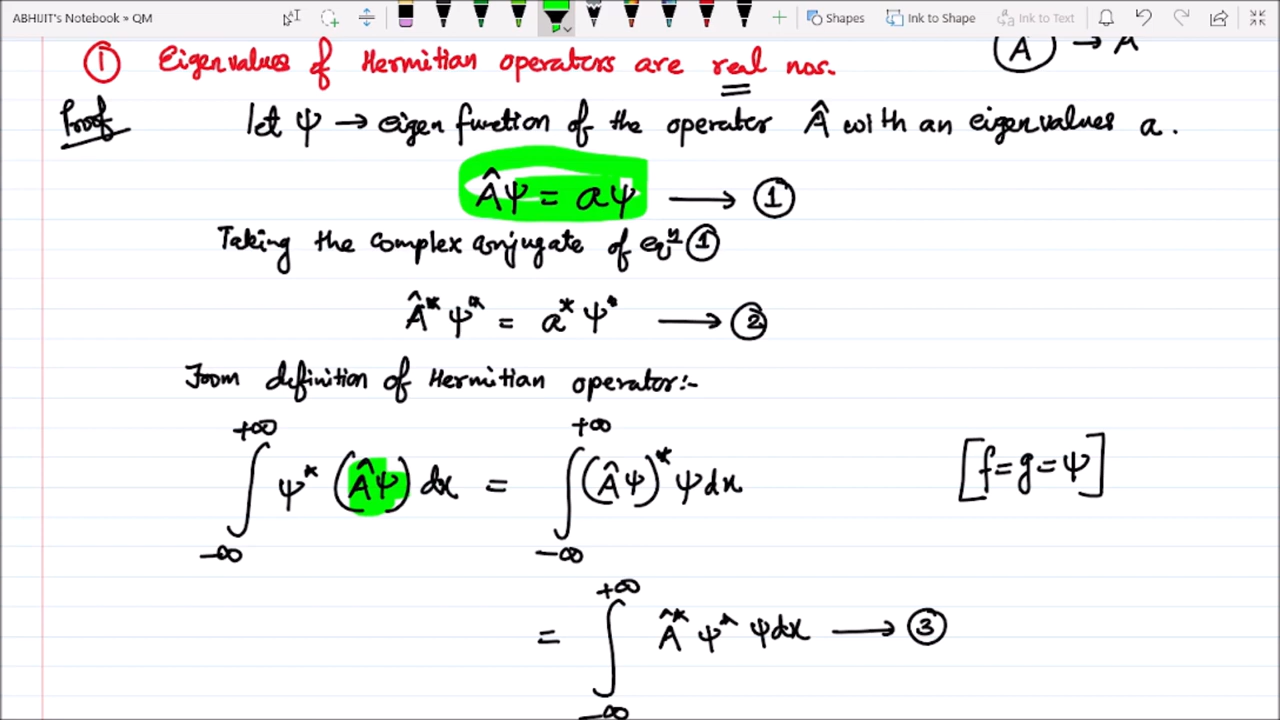 ABHIJIT's Notebook » QM
Shapes Ink to Shape Ink to Text
① Eigenvalues of Hermitian operators are real nos.
Â → A
Proof let ψ → eigen function of the operator Â with an eigenvalues a.
Âψ = aψ → ①
Taking the complex conjugate of eqⁿ ①
Â*ψ* = a*ψ* → ②
From definition of Hermitian operator:-
∫_{-∞}^{+∞} ψ* (Âψ) dx = ∫_{-∞}^{+∞} (Âψ)* ψ dx [f=g=ψ]
= ∫_{-∞}^{+∞} Â* ψ* ψ dx → ③